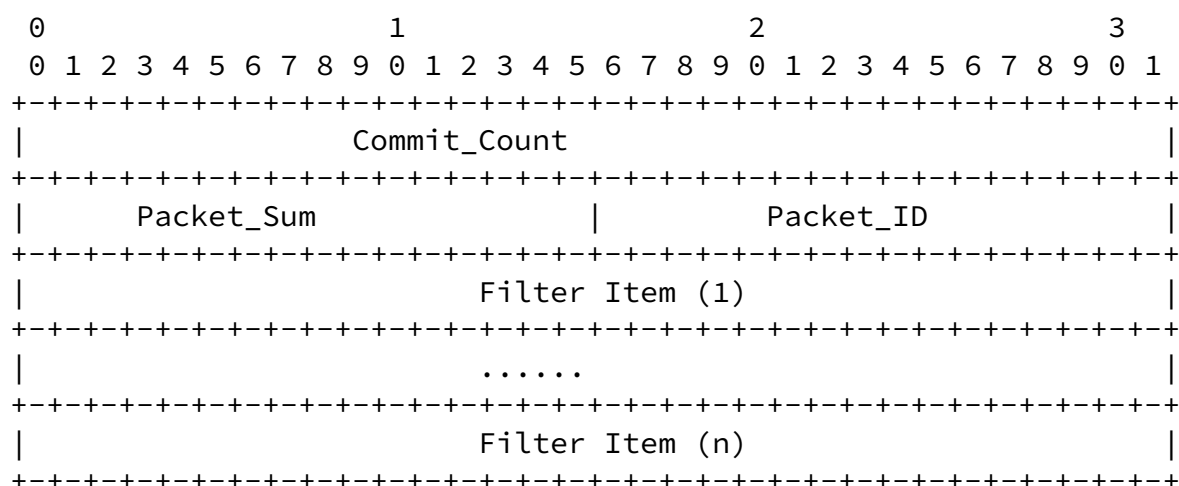 0                   1                   2                   3
 0 1 2 3 4 5 6 7 8 9 0 1 2 3 4 5 6 7 8 9 0 1 2 3 4 5 6 7 8 9 0 1
+-+-+-+-+-+-+-+-+-+-+-+-+-+-+-+-+-+-+-+-+-+-+-+-+-+-+-+-+-+-+-+-+
|                  Commit_Count                                 |
+-+-+-+-+-+-+-+-+-+-+-+-+-+-+-+-+-+-+-+-+-+-+-+-+-+-+-+-+-+-+-+-+
|      Packet_Sum               |         Packet_ID             |
+-+-+-+-+-+-+-+-+-+-+-+-+-+-+-+-+-+-+-+-+-+-+-+-+-+-+-+-+-+-+-+-+
|                         Filter Item (1)                       |
+-+-+-+-+-+-+-+-+-+-+-+-+-+-+-+-+-+-+-+-+-+-+-+-+-+-+-+-+-+-+-+-+
|                         ......                                |
+-+-+-+-+-+-+-+-+-+-+-+-+-+-+-+-+-+-+-+-+-+-+-+-+-+-+-+-+-+-+-+-+
|                         Filter Item (n)                       |
+-+-+-+-+-+-+-+-+-+-+-+-+-+-+-+-+-+-+-+-+-+-+-+-+-+-+-+-+-+-+-+-+